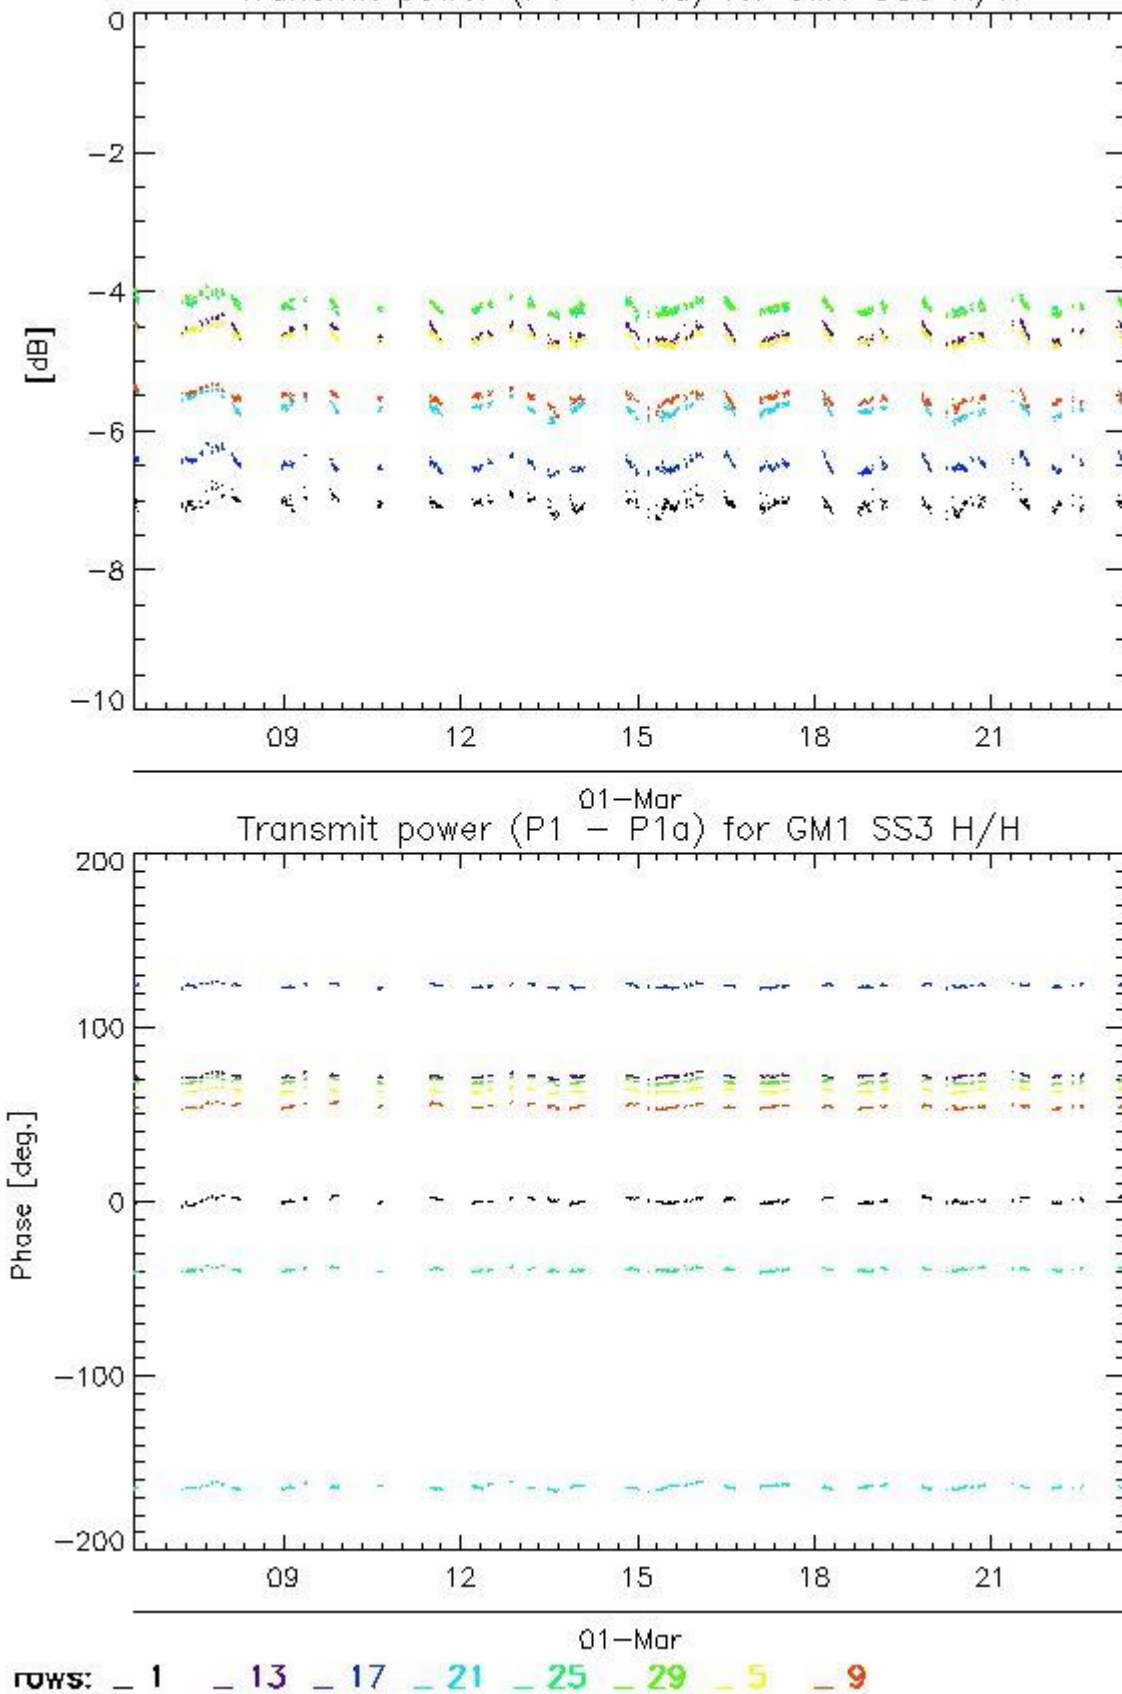 0
−2
−4
[dB]
−6
−8
−10
09 12 15 18 21
01−Mar
Transmit power (P1 − P1a) for GM1 SS3 H/H
200
100
0
Phase [deg.]
−100
−200
09 12 15 18 21
01−Mar
rows: _ 1 _ 13 _ 17 _ 21 _ 25 _ 29 _ 5 _ 9